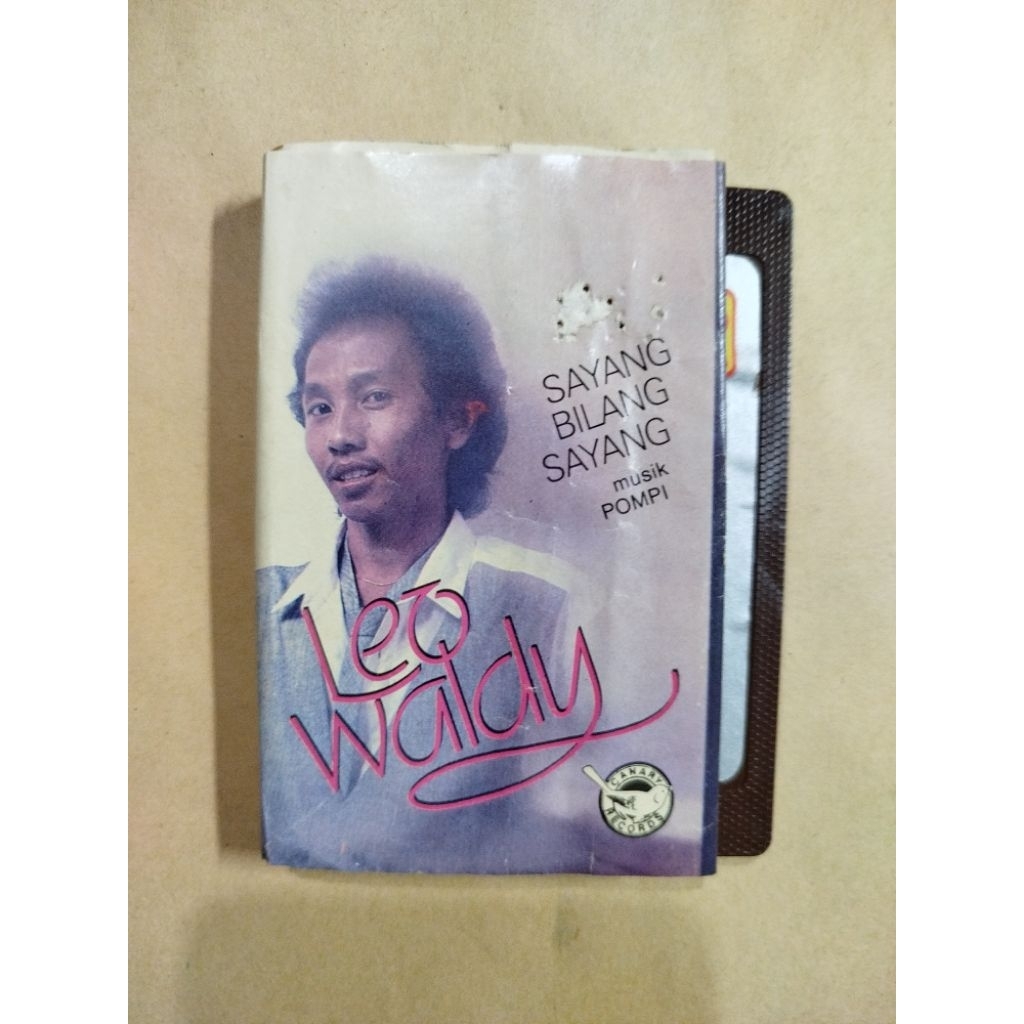 SAYANG
BILANG
SAYANG
musik
POMPI
Leo
Waldy
CANARY
RECORDS